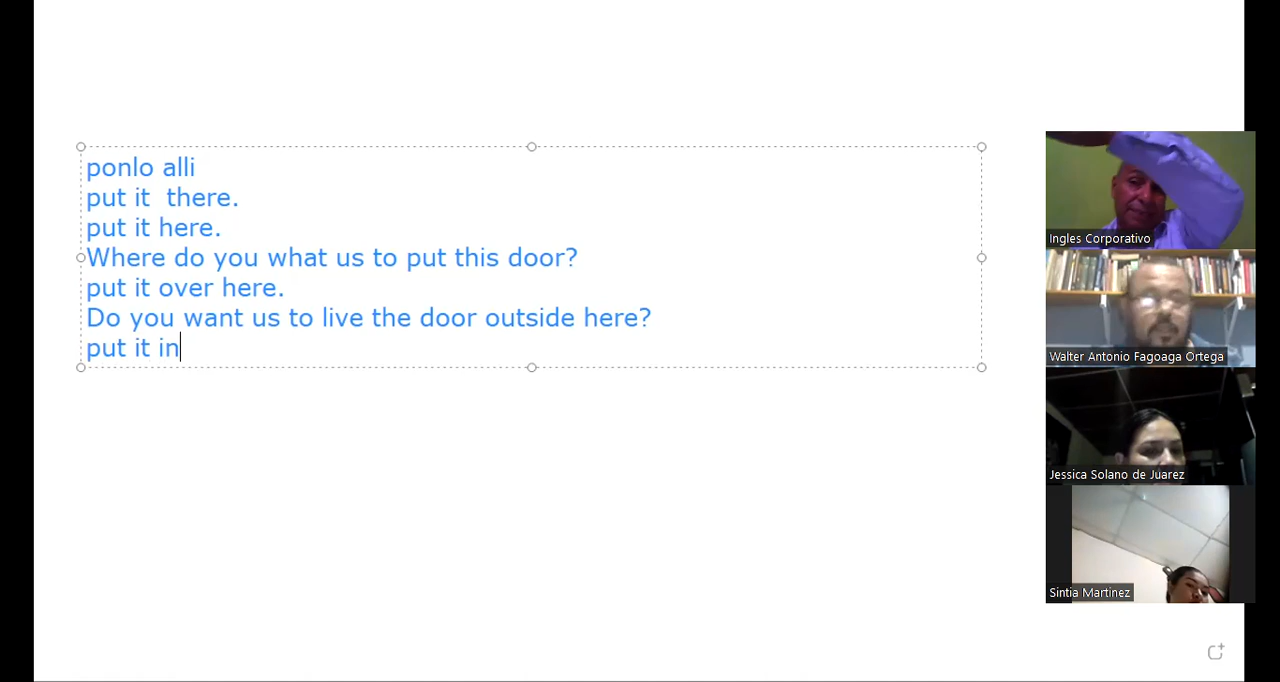 ponlo alli
put it  there.
put it here.
Where do you what us to put this door?
put it over here.
Do you want us to live the door outside here?
put it in
Ingles Corporativo
Walter Antonio Fagoaga Ortega
Jessica Solano de Juarez
Sintia Martinez